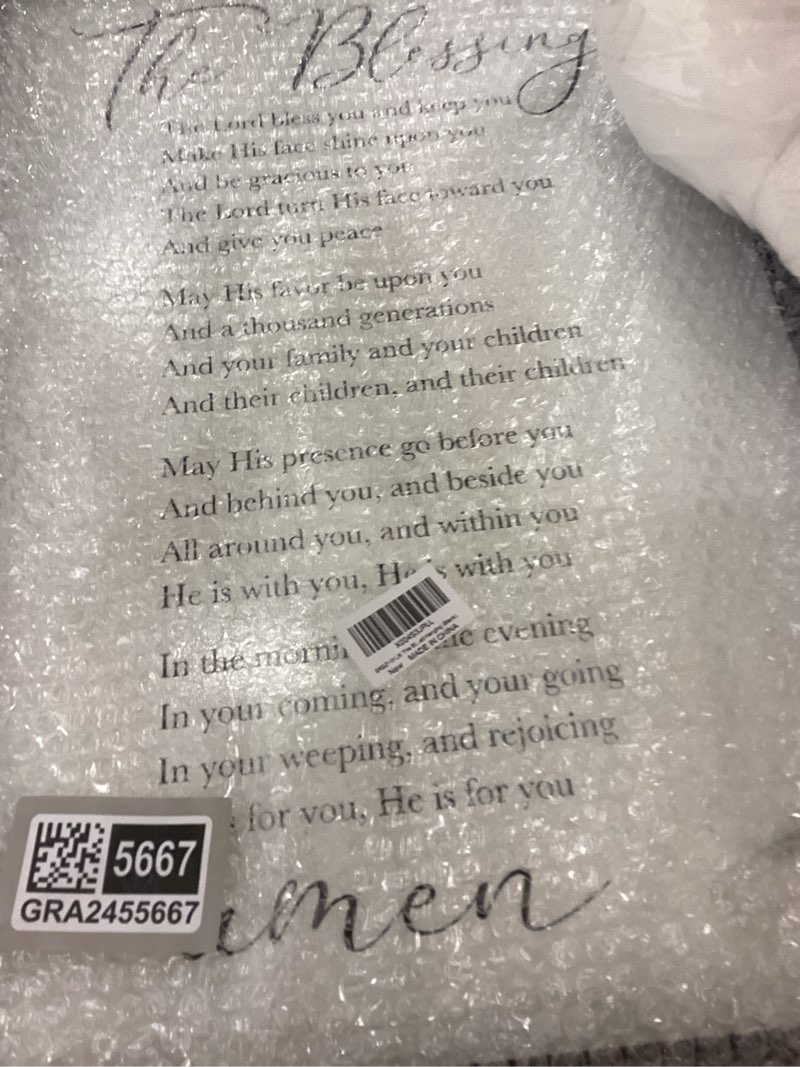 The Blessing
The Lord bless you and keep you
Make His face shine upon you
And be gracious to you
The Lord turn His face toward you
And give you peace
May His favor be upon you
And a thousand generations
And your family and your children
And their children, and their children
May His presence go before you
And behind you, and beside you
All around you, and within you
He is with you, He is with you
In the evening
In your coming, and your going
In your weeping, and rejoicing
for you, He is for you
Amen
New MADE IN CHINA
5667
GRA2455667